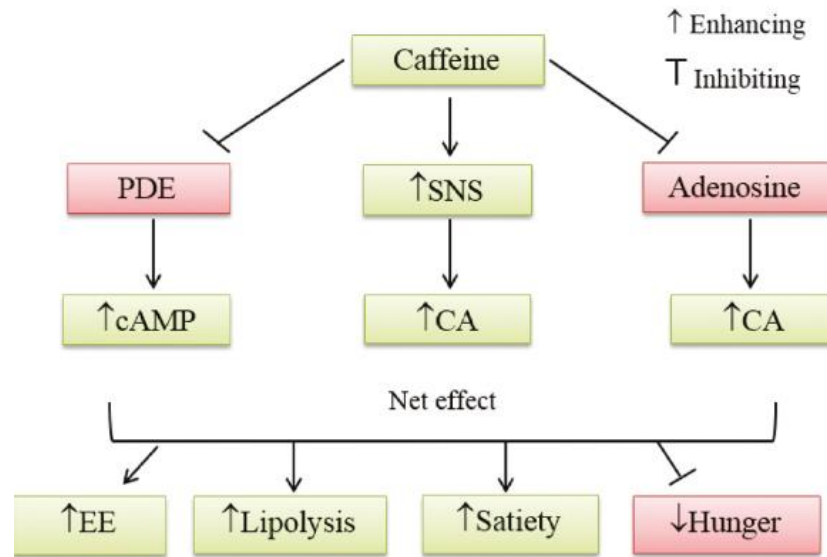 Caffeine
↑ Enhancing
T Inhibiting
PDE
↑SNS
Adenosine
↑cAMP
↑CA
↑CA
Net effect
↑EE
↑Lipolysis
↑Satiety
↓Hunger